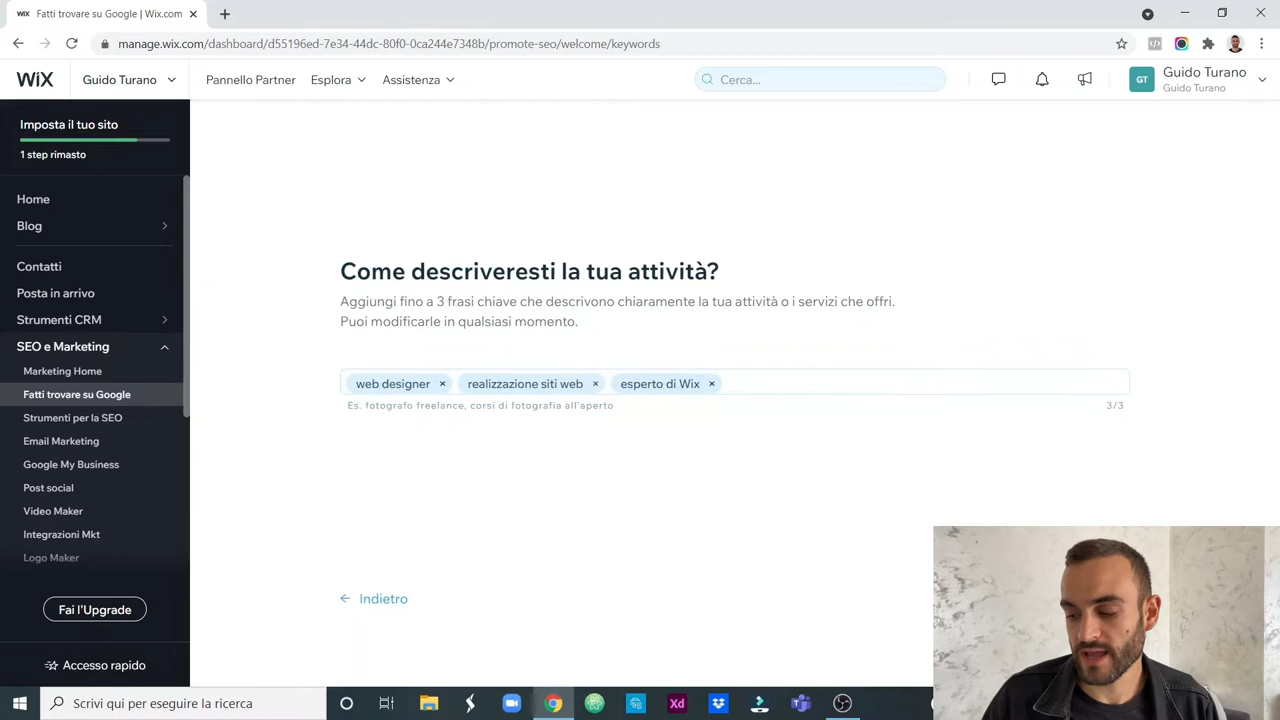 WiX Fatti trovare su Google | Wix.com
manage.wix.com/dashboard/d55196ed-7e34-44dc-80f0-0ca244e7348b/promote-seo/welcome/keywords
WiX
Guido Turano
Pannello Partner
Esplora
Assistenza
Cerca...
GT
Guido Turano
Guido Turano
Imposta il tuo sito
1 step rimasto
Home
Blog
Contatti
Posta in arrivo
Strumenti CRM
SEO e Marketing
Marketing Home
Fatti trovare su Google
Strumenti per la SEO
Email Marketing
Google My Business
Post social
Video Maker
Integrazioni Mkt
Logo Maker
Fai l'Upgrade
Accesso rapido
Come descriveresti la tua attività?
Aggiungi fino a 3 frasi chiave che descrivono chiaramente la tua attività o i servizi che offri.
Puoi modificarle in qualsiasi momento.
web designer × realizzazione siti web × esperto di Wix ×
Es. fotografo freelance, corsi di fotografia all'aperto 3/3
Indietro
Scrivi qui per eseguire la ricerca
Xd